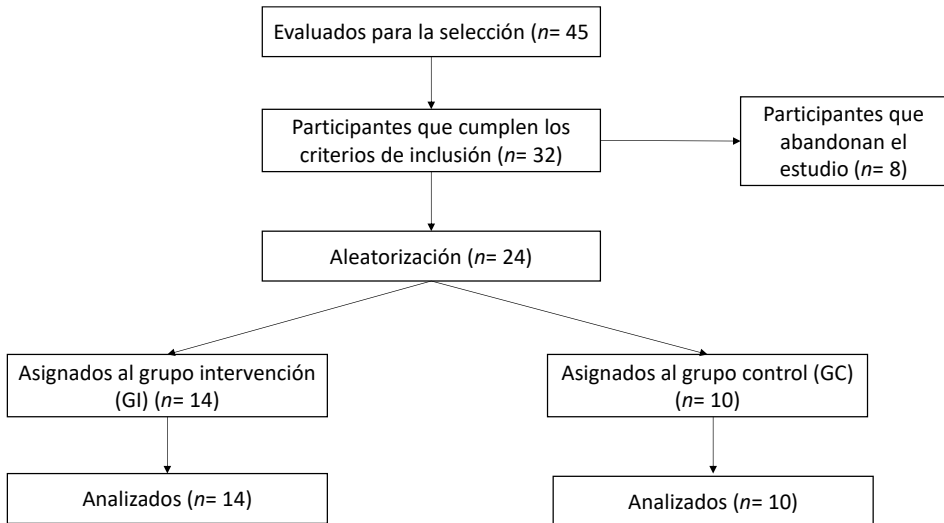 Evaluados para la selección (n= 45
Participantes que cumplen los
criterios de inclusión (n= 32)
Participantes que
abandonan el
estudio (n= 8)
Aleatorización (n= 24)
Asignados al grupo intervención
(GI) (n= 14)
Asignados al grupo control (GC)
(n= 10)
Analizados (n= 14)
Analizados (n= 10)